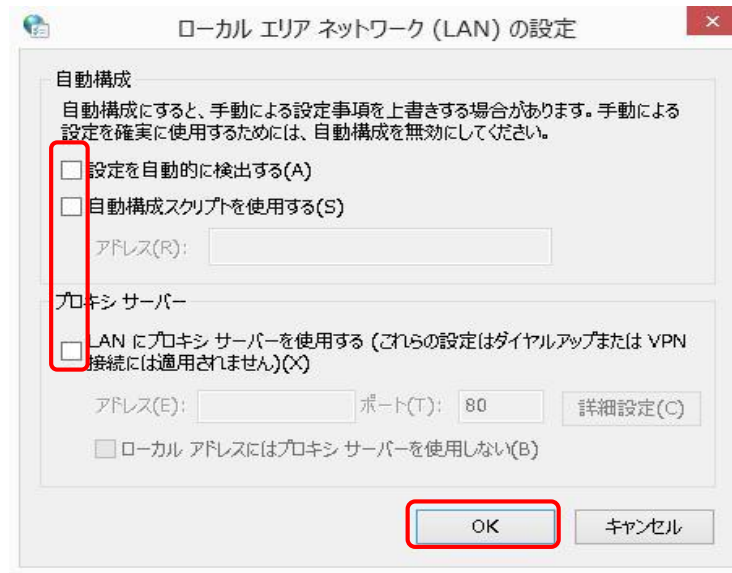 ローカル エリア ネットワーク (LAN) の設定
自動構成
自動構成にすると、手動による設定事項を上書きする場合があります。手動による
設定を確実に使用するためには、自動構成を無効にしてください。
設定を自動的に検出する(A)
自動構成スクリプトを使用する(S)
アドレス(R):
プロキシ サーバー
LAN にプロキシ サーバーを使用する (これらの設定はダイヤルアップまたは VPN
接続には適用されません)(X)
アドレス(E): ポート(T): 80 詳細設定(C)
ローカル アドレスにはプロキシ サーバーを使用しない(B)
OK キャンセル